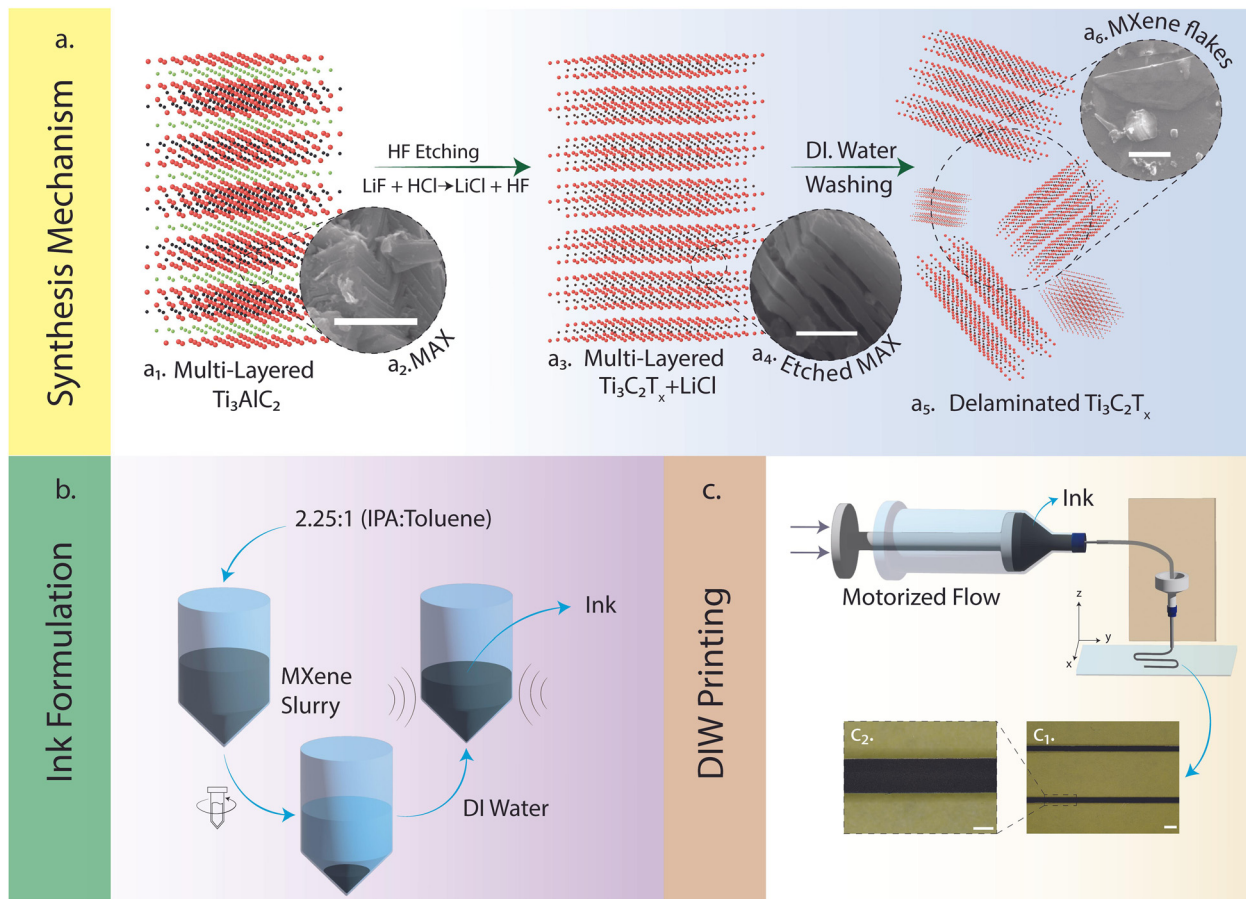 a.
Synthesis Mechanism
HF Etching
LiF + HCl→LiCl + HF
DI. Water
Washing
a₁. Multi-Layered
Ti₃AlC₂
a₂. MAX
a₃. Multi-Layered
Ti₃C₂Tₓ+LiCl
a₄. Etched MAX
a₅. Delaminated Ti₃C₂Tₓ
a₆. MXene flakes
b.
Ink Formulation
2.25:1 (IPA:Toluene)
MXene
Slurry
DI Water
Ink
c.
DIW Printing
Ink
Motorized Flow
z
y
x
C₂.
C₁.